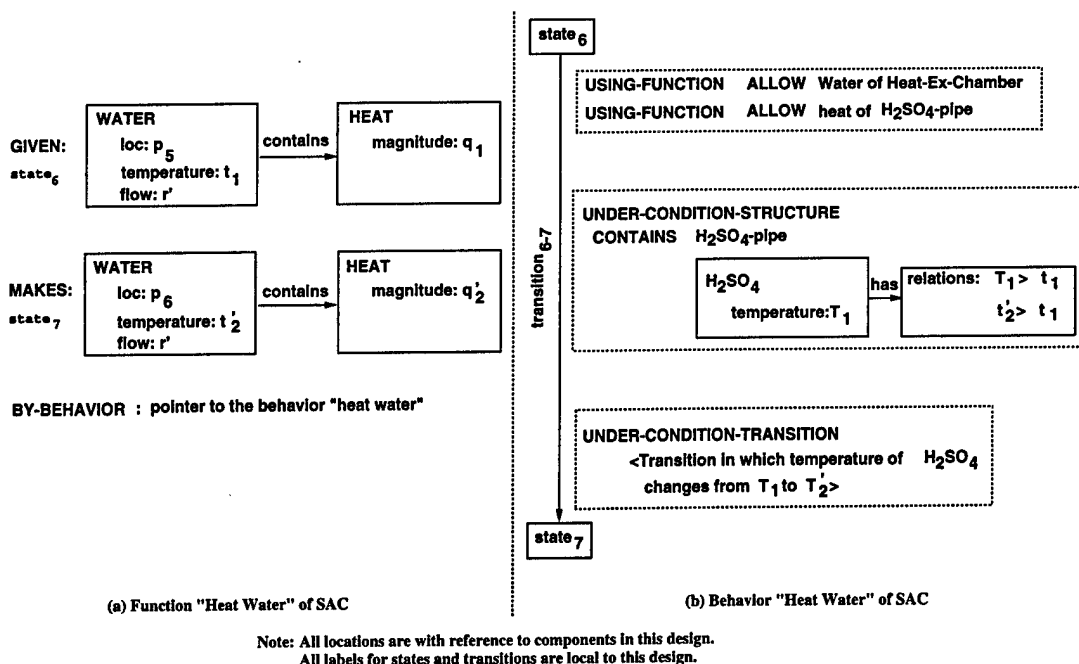 GIVEN:
state₆
WATER
loc: p₅
temperature: t₁
flow: r'
contains
HEAT
magnitude: q₁
MAKES:
state₇
WATER
loc: p₆
temperature: t₂'
flow: r'
contains
HEAT
magnitude: q₂'
BY-BEHAVIOR : pointer to the behavior "heat water"
(a) Function "Heat Water" of SAC
state₆
USING-FUNCTION ALLOW Water of Heat-Ex-Chamber
USING-FUNCTION ALLOW heat of H₂SO₄-pipe
transition₆₋₇
UNDER-CONDITION-STRUCTURE
CONTAINS H₂SO₄-pipe
H₂SO₄
temperature:T₁
has
relations: T₁> t₁
t₂'> t₁
UNDER-CONDITION-TRANSITION
<Transition in which temperature of H₂SO₄
changes from T₁ to T₂'>
state₇
(b) Behavior "Heat Water" of SAC
Note: All locations are with reference to components in this design.
All labels for states and transitions are local to this design.